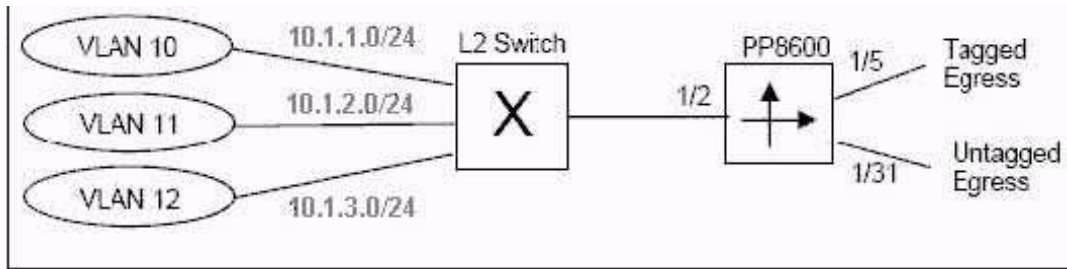 VLAN 10
10.1.1.0/24
L2 Switch
PP8600
1/5
Tagged
Egress
VLAN 11
10.1.2.0/24
X
1/2
VLAN 12
10.1.3.0/24
1/31
Untagged
Egress